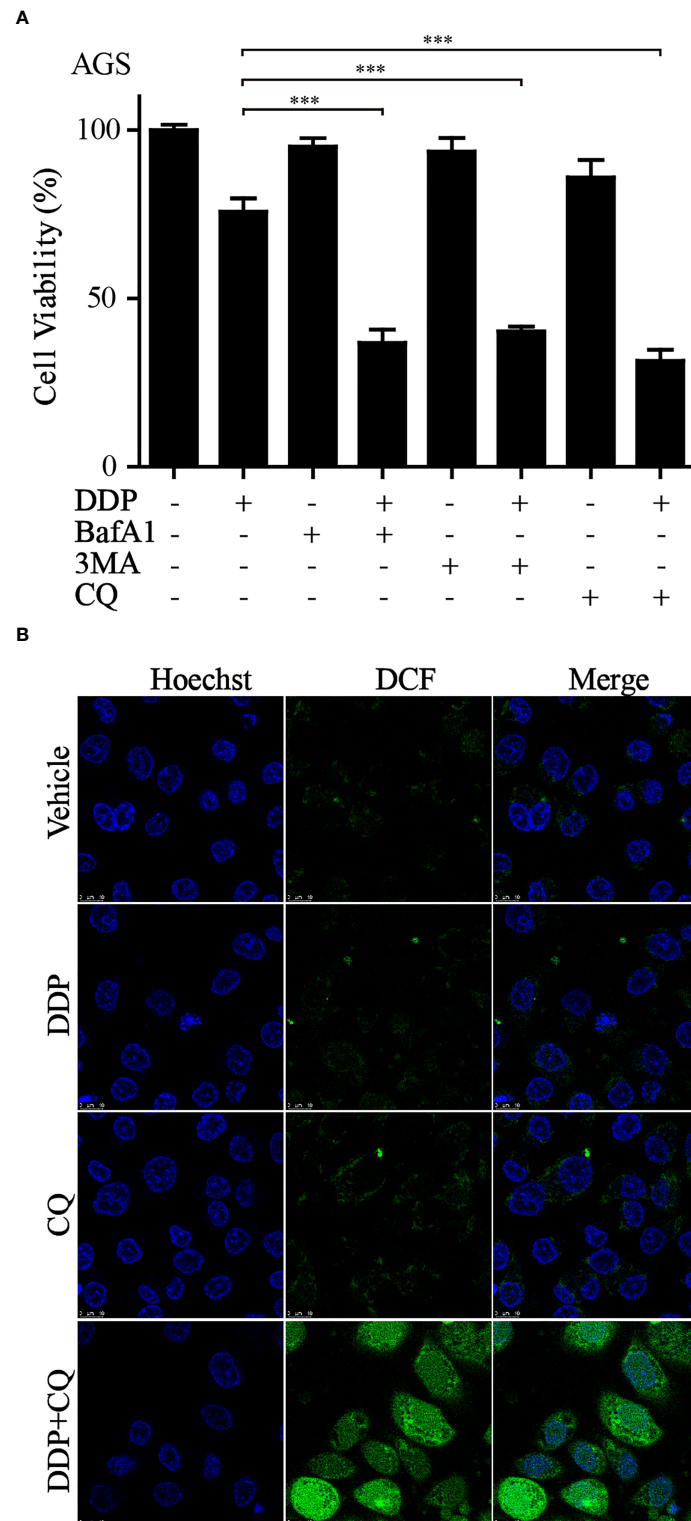 A
AGS
***
***
***
Cell Viability (%)
100
50
0
DDP - + - + - + - +
BafA1 - - + + - - - -
3MA - - - - + + - -
CQ - - - - - - + +
B
Hoechst DCF Merge
Vehicle
DDP
CQ
DDP+CQ